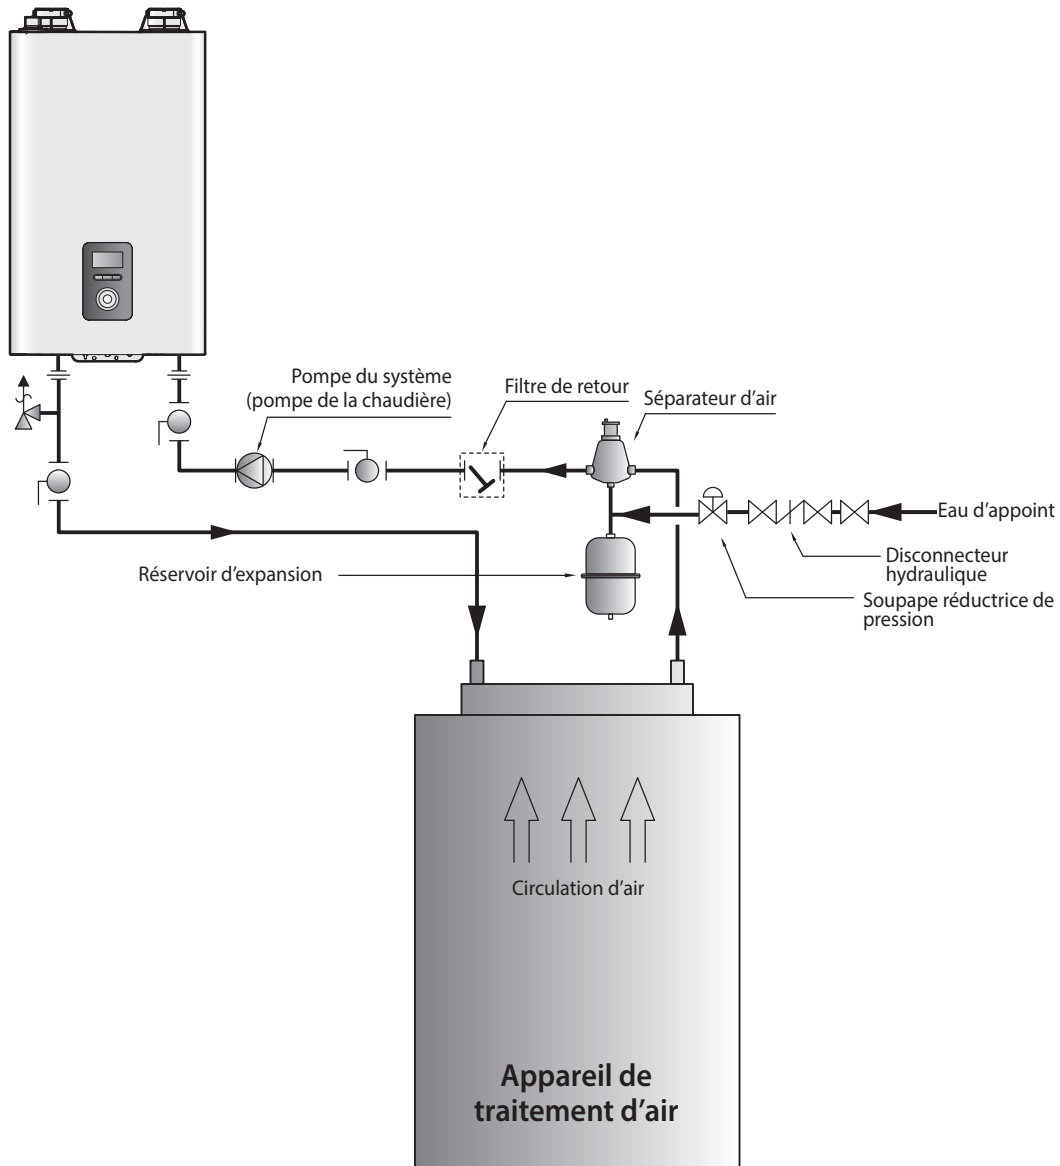 Pompe du système
(pompe de la chaudière)
Filtre de retour
Séparateur d’air
Eau d’appoint
Disconnecteur
hydraulique
Réservoir d’expansion
Soupape réductrice de
pression
Circulation d’air
Appareil de
traitement d’air